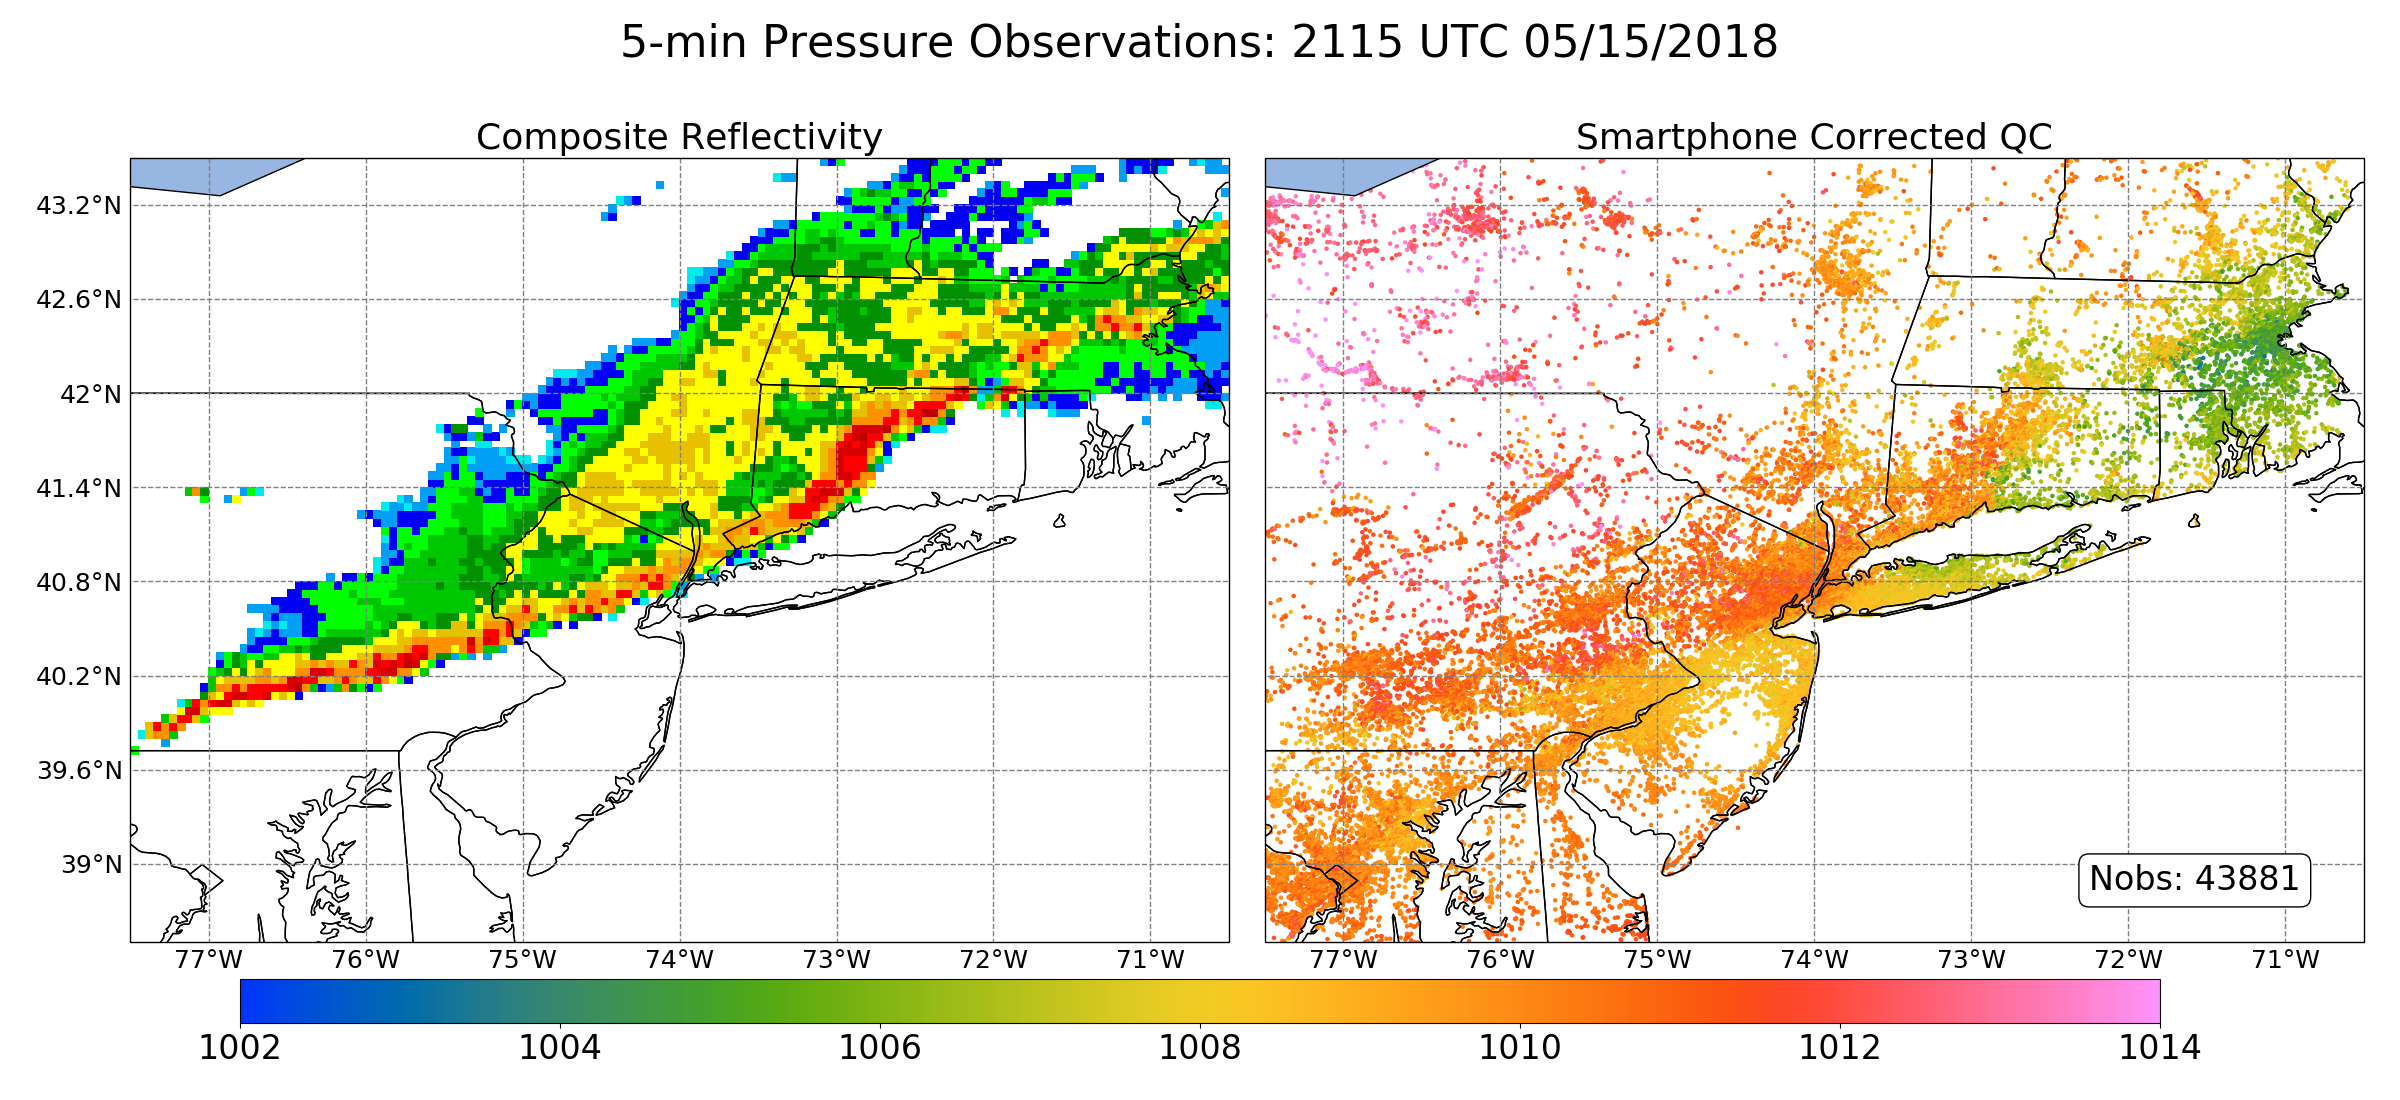 5-min Pressure Observations: 2115 UTC 05/15/2018
Composite Reflectivity
Smartphone Corrected QC
43.2°N
42.6°N
42°N
41.4°N
40.8°N
40.2°N
39.6°N
39°N
Nobs: 43881
77°W 76°W 75°W 74°W 73°W 72°W 71°W
77°W 76°W 75°W 74°W 73°W 72°W 71°W
1002 1004 1006 1008 1010 1012 1014